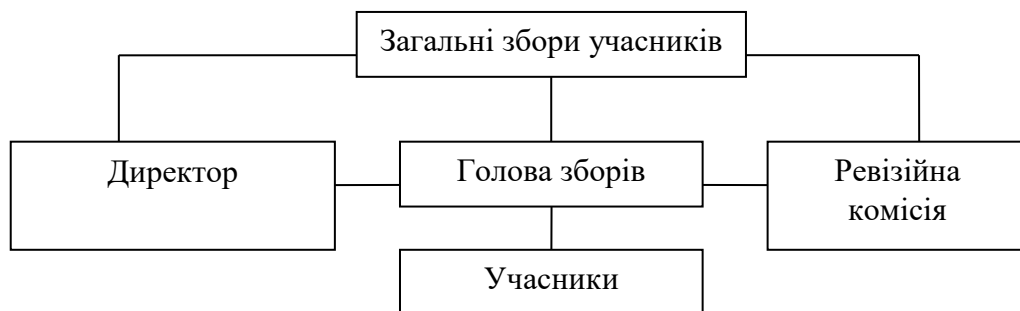 Загальні збори учасників
Директор
Голова зборів
Ревізійна
комісія
Учасники